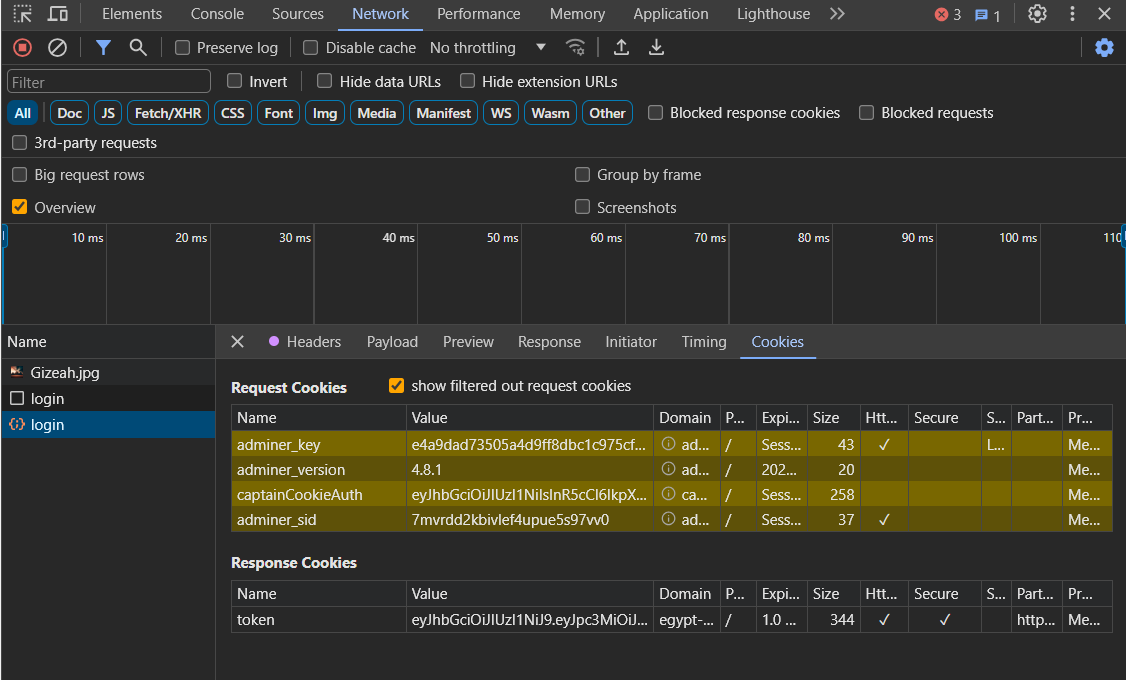 Elements Console Sources Network Performance Memory Application Lighthouse 3 1
Preserve log Disable cache No throttling
Filter Invert Hide data URLs Hide extension URLs
All Doc JS Fetch/XHR CSS Font Img Media Manifest WS Wasm Other Blocked response cookies Blocked requests
3rd-party requests
Big request rows Group by frame
Overview Screenshots
10 ms 20 ms 30 ms 40 ms 50 ms 60 ms 70 ms 80 ms 90 ms 100 ms 110
Name Headers Payload Preview Response Initiator Timing Cookies
Gizeah.jpg
login
login
Request Cookies show filtered out request cookies
Name Value Domain P... Expi... Size Htt... Secure S... Part... Pr...
adminer_key e4a9dad73505a4d9ff8dbc1c975cf... ad... / Sess... 43 ✓ L... Me...
adminer_version 4.8.1 ad... / 202... 20 Me...
captainCookieAuth eyJhbGciOiJIUzI1NiIsInR5cCI6IkpX... ca... / Sess... 258 Me...
adminer_sid 7mvrdd2kbivlef4upue5s97vv0 ad... / Sess... 37 ✓ Me...
Response Cookies
Name Value Domain P... Expi... Size Htt... Secure S... Part... Pr...
token eyJhbGciOiJIUzI1NiJ9.eyJpc3MiOiJ... egypt-... / 1.0 ... 344 ✓ ✓ http... Me...